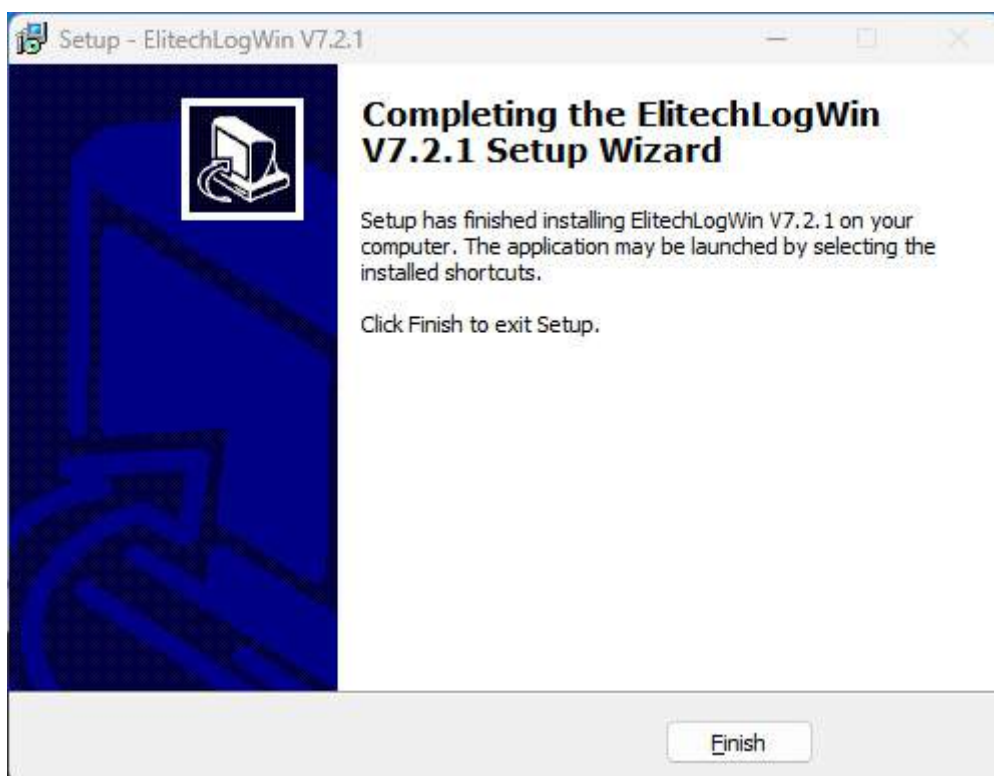 Setup - ElitechLogWin V7.2.1
Completing the ElitechLogWin
V7.2.1 Setup Wizard
Setup has finished installing ElitechLogWin V7.2.1 on your
computer. The application may be launched by selecting the
installed shortcuts.
Click Finish to exit Setup.
Finish